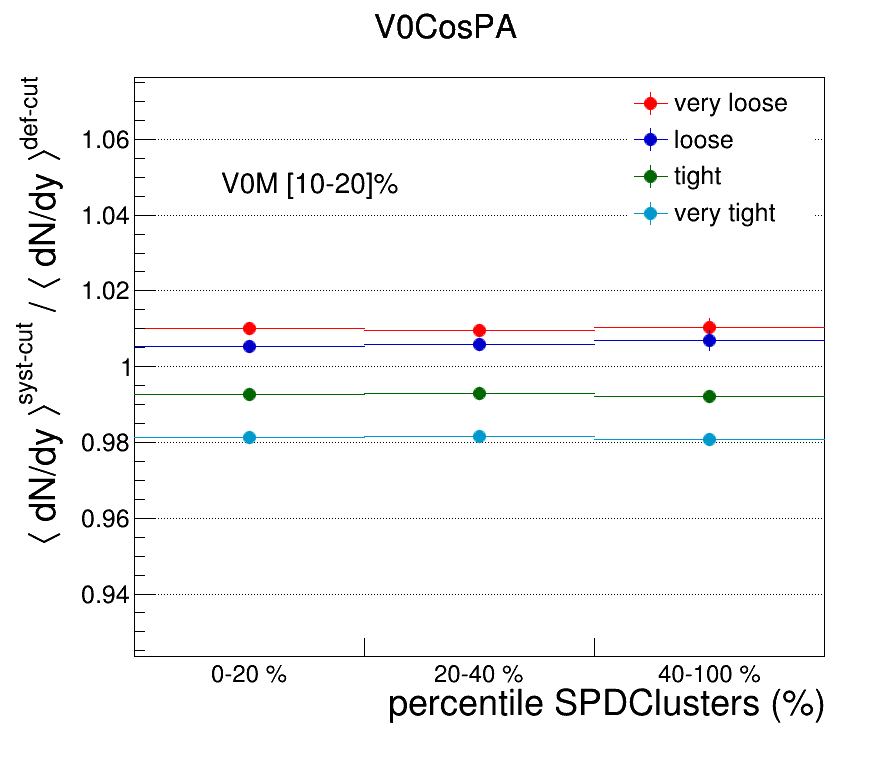 V0CosPA
⟨ dN/dy ⟩^syst-cut / ⟨ dN/dy ⟩^def-cut
very loose
loose
tight
very tight
V0M [10-20]%
1.06
1.04
1.02
1
0.98
0.96
0.94
0-20 %
20-40 %
40-100 %
percentile SPDClusters (%)